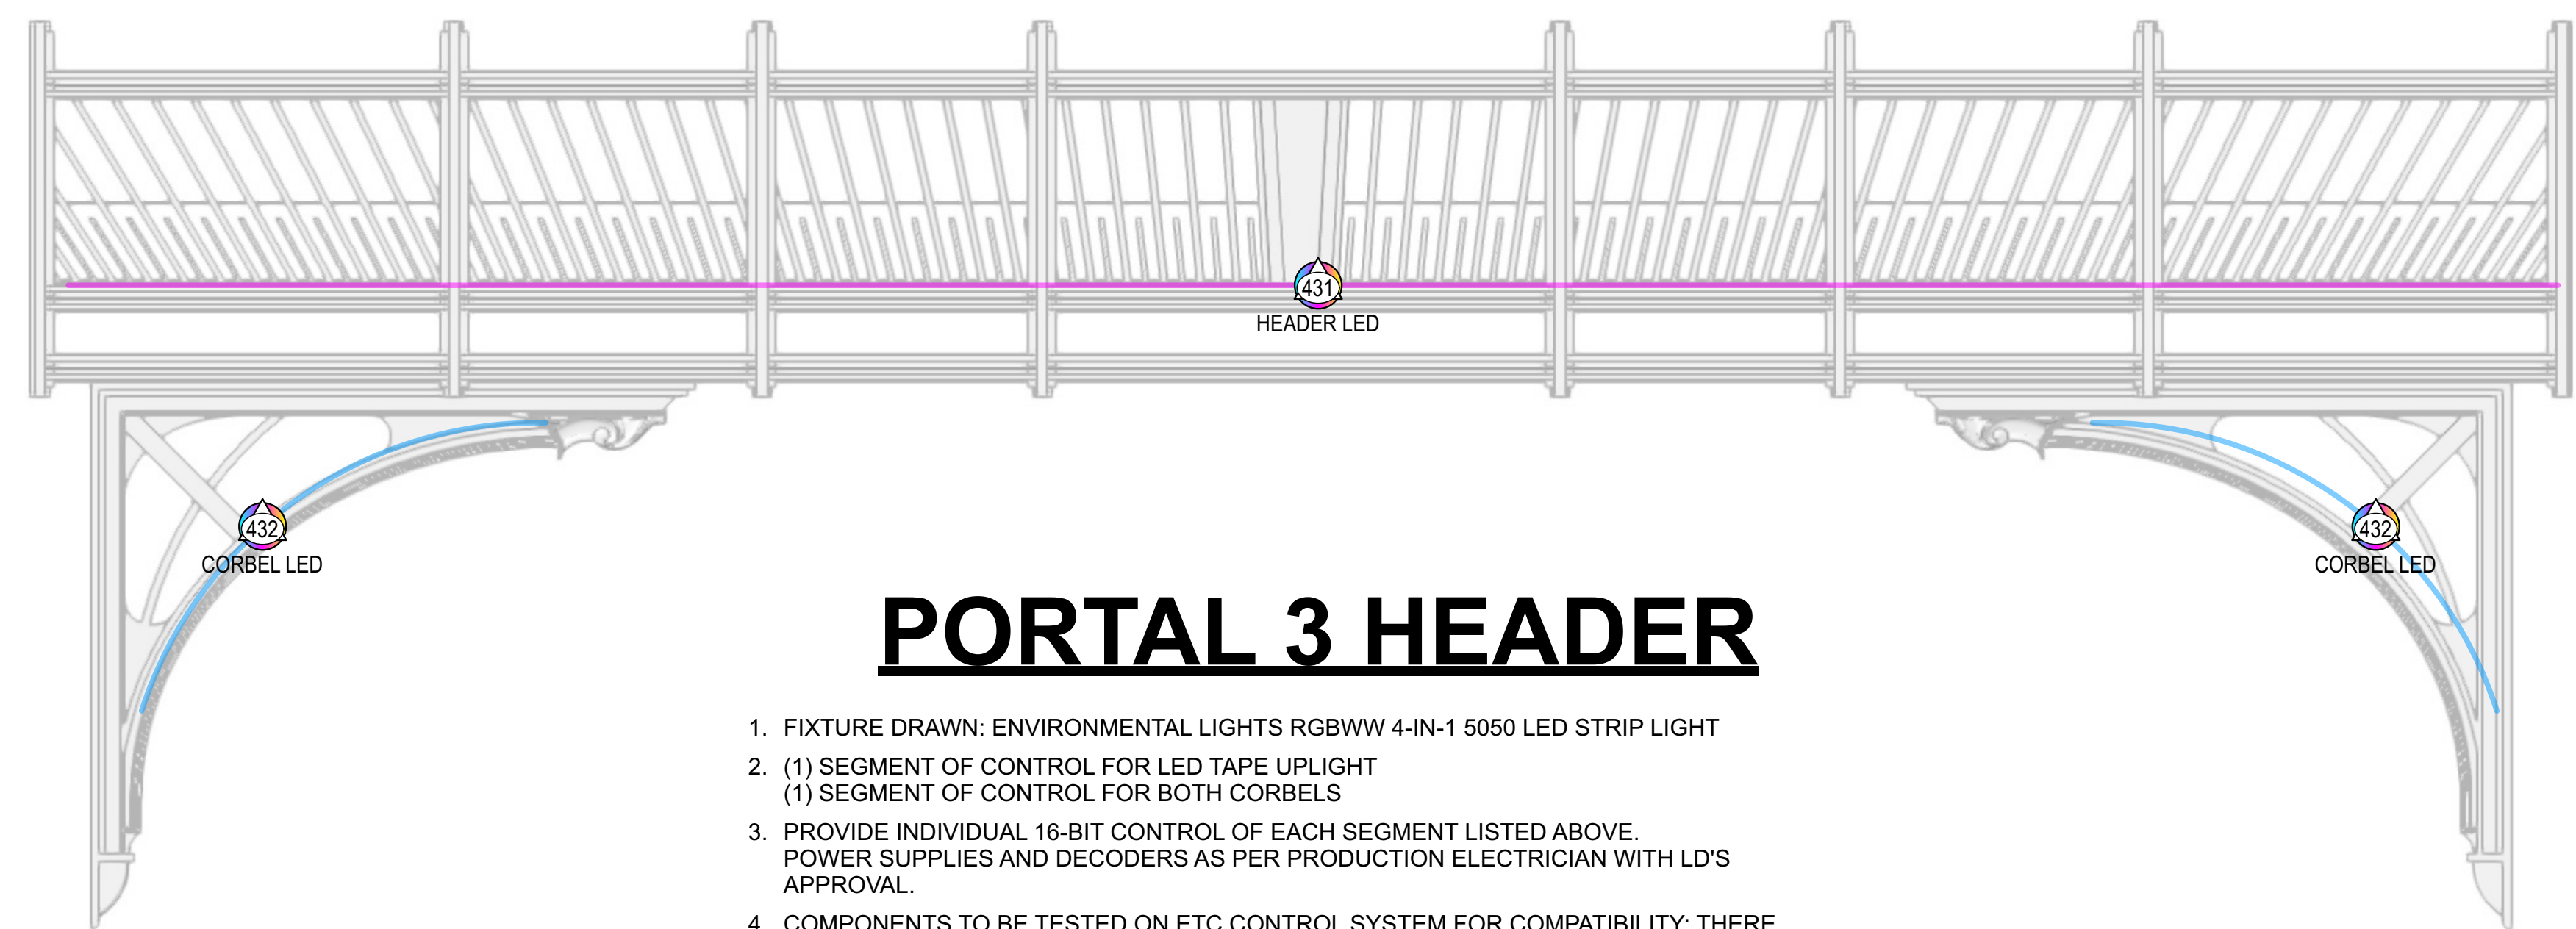 431
HEADER LED
432
CORBEL LED
432
CORBEL LED
PORTAL 3 HEADER
1. FIXTURE DRAWN: ENVIRONMENTAL LIGHTS RGBWW 4-IN-1 5050 LED STRIP LIGHT
2. (1) SEGMENT OF CONTROL FOR LED TAPE UPLIGHT
(1) SEGMENT OF CONTROL FOR BOTH CORBELS
3. PROVIDE INDIVIDUAL 16-BIT CONTROL OF EACH SEGMENT LISTED ABOVE.
POWER SUPPLIES AND DECODERS AS PER PRODUCTION ELECTRICIAN WITH LD'S
APPROVAL.
4. COMPONENTS TO BE TESTED ON ETC CONTROL SYSTEM FOR COMPATIBILITY; THERE